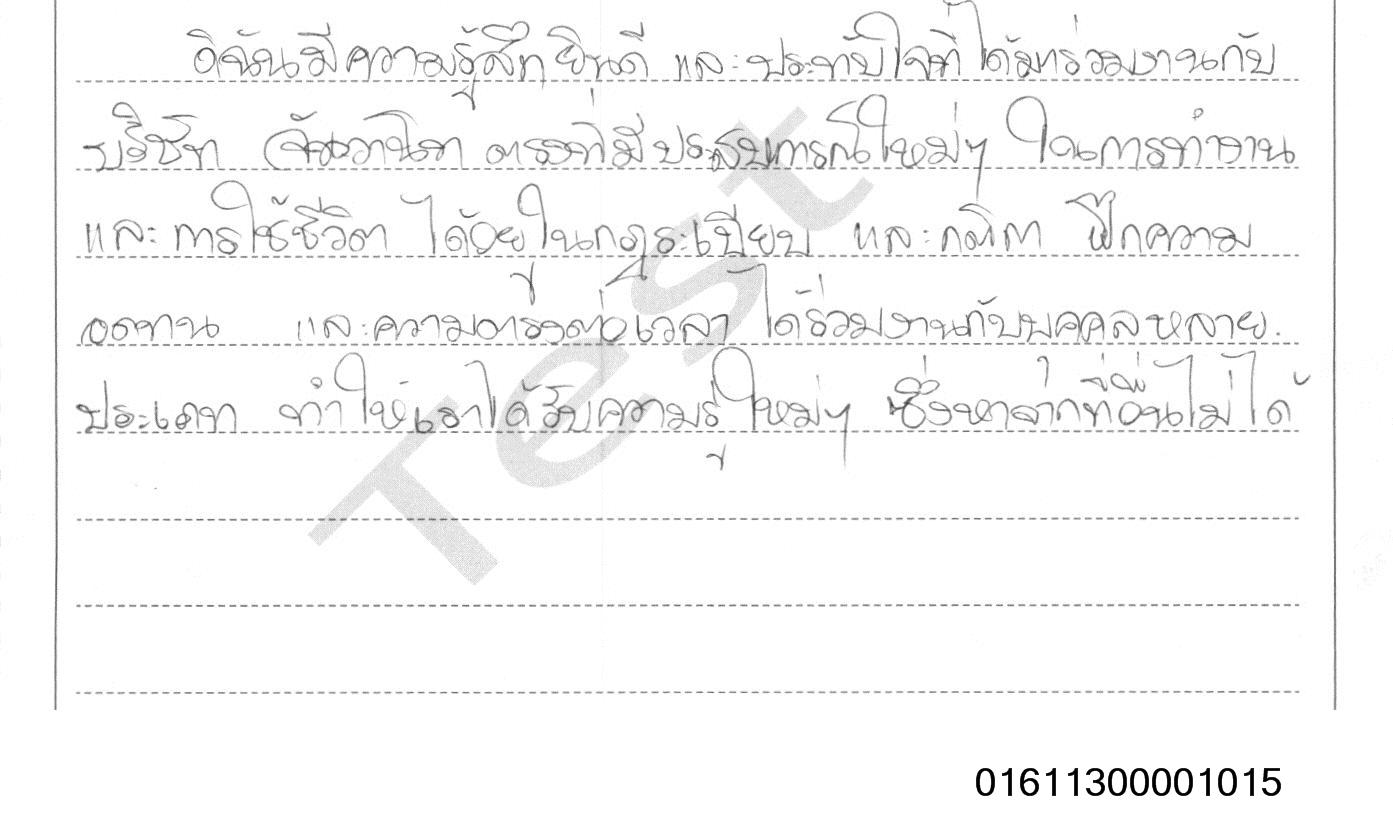 ดิฉันมีความรู้สึกยินดี และประทับใจที่ได้มาร่วมงานกับ
บริษัท จันวานิช ตรงที่มีประสบการณ์ใหม่ๆ ในการทำงาน
และการใช้ชีวิต ได้อยู่ในกฎระเบียบ และกติกา ฝึกความ
อดทน และความตรงต่อเวลา ได้ร่วมงานกับบุคคลหลาย
ประเภท ทำให้เราได้รับความรู้ใหม่ๆ ซึ่งหาจากที่อื่นไม่ได้
Test
01611300001015